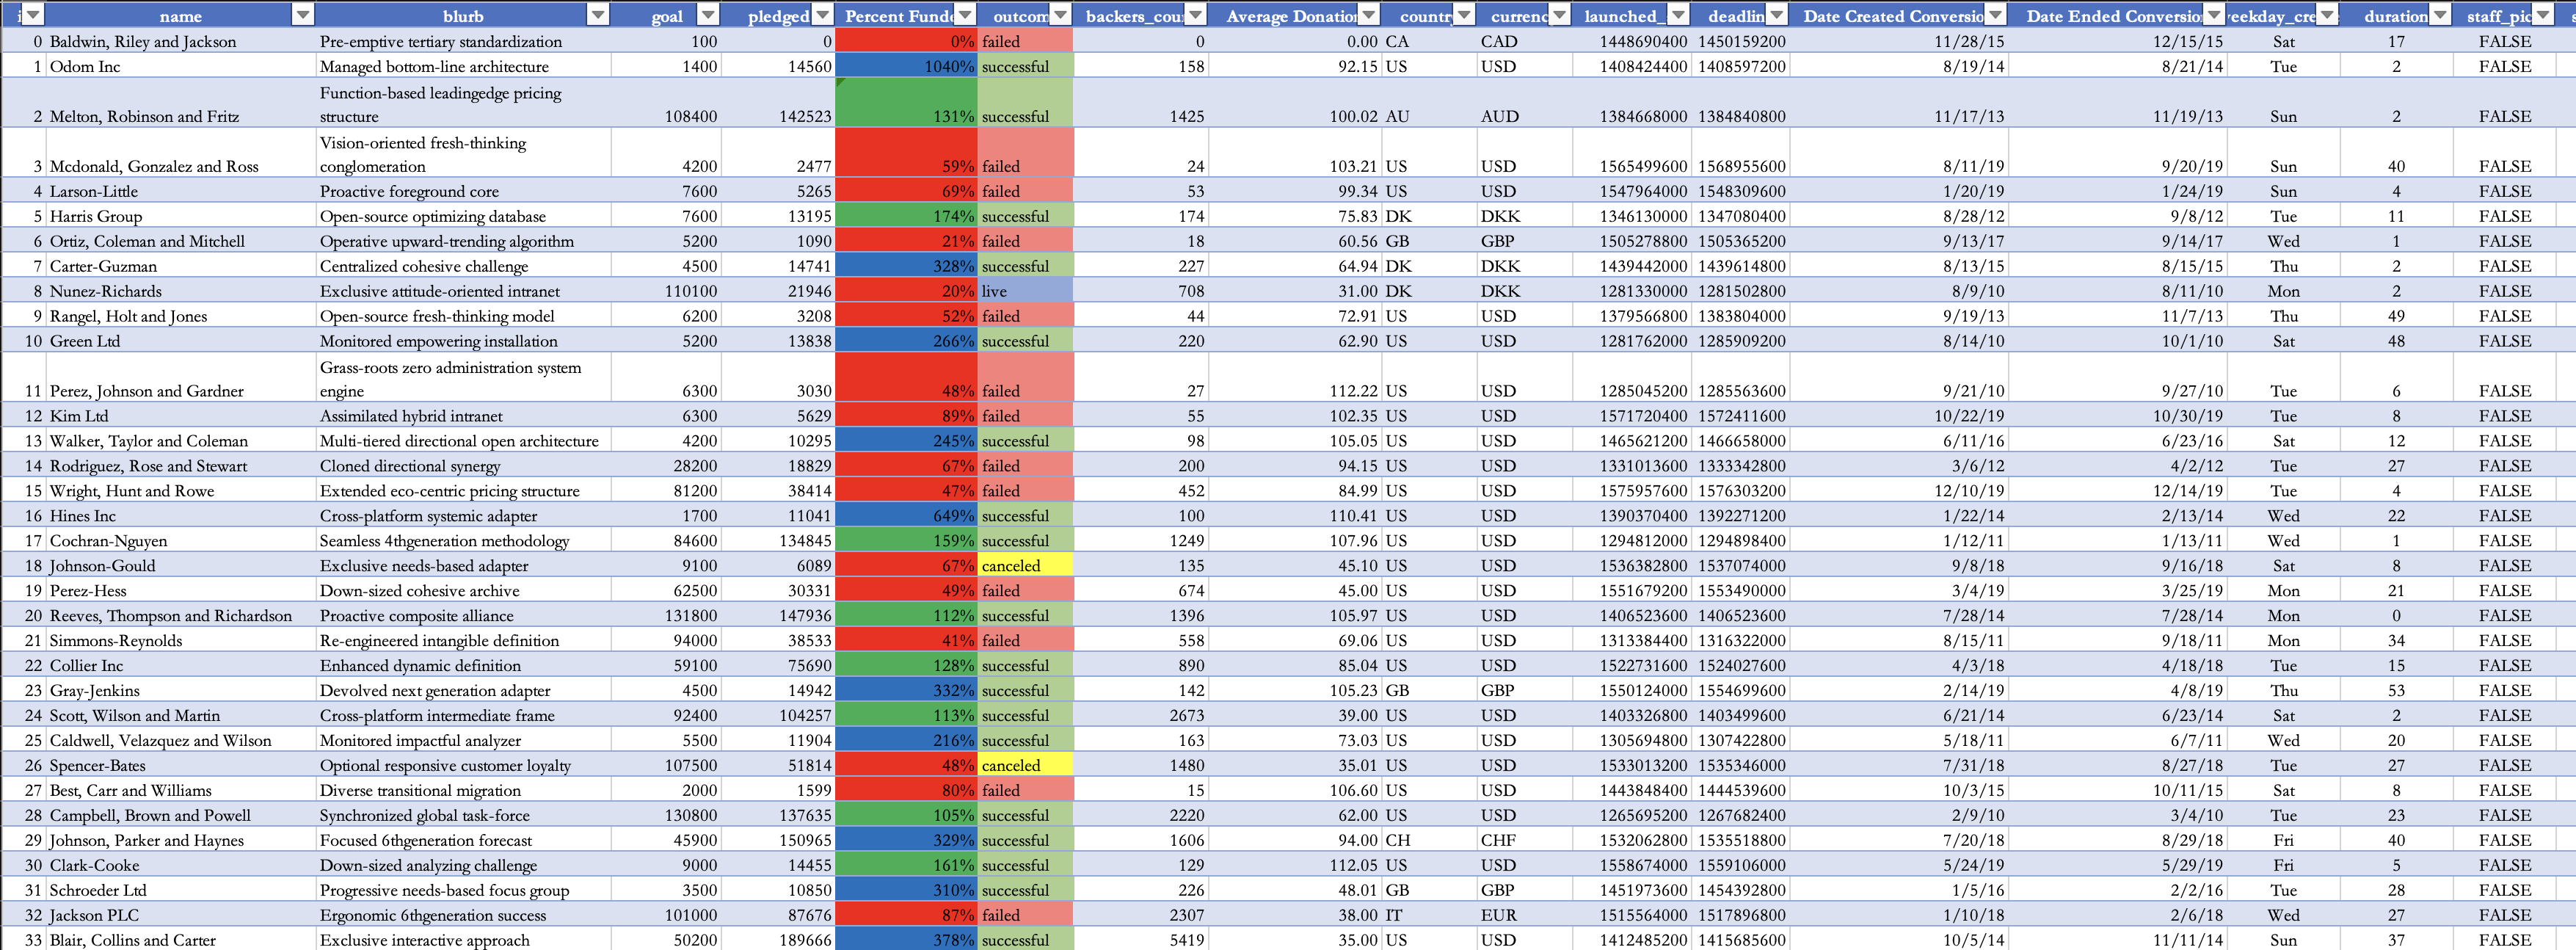 i name blurb goal pledged Percent Funde outcom backers_cou Average Donation countr currenc launched_ deadlin Date Created Conversio Date Ended Conversion eekday_cre duration staff_pic s
0 Baldwin, Riley and Jackson Pre-emptive tertiary standardization 100 0 0% failed 0 0.00 CA CAD 1448690400 1450159200 11/28/15 12/15/15 Sat 17 FALSE
1 Odom Inc Managed bottom-line architecture 1400 14560 1040% successful 158 92.15 US USD 1408424400 1408597200 8/19/14 8/21/14 Tue 2 FALSE
Function-based leadingedge pricing
2 Melton, Robinson and Fritz structure 108400 142523 131% successful 1425 100.02 AU AUD 1384668000 1384840800 11/17/13 11/19/13 Sun 2 FALSE
Vision-oriented fresh-thinking
3 Mcdonald, Gonzalez and Ross conglomeration 4200 2477 59% failed 24 103.21 US USD 1565499600 1568955600 8/11/19 9/20/19 Sun 40 FALSE
4 Larson-Little Proactive foreground core 7600 5265 69% failed 53 99.34 US USD 1547964000 1548309600 1/20/19 1/24/19 Sun 4 FALSE
5 Harris Group Open-source optimizing database 7600 13195 174% successful 174 75.83 DK DKK 1346130000 1347080400 8/28/12 9/8/12 Tue 11 FALSE
6 Ortiz, Coleman and Mitchell Operative upward-trending algorithm 5200 1090 21% failed 18 60.56 GB GBP 1505278800 1505365200 9/13/17 9/14/17 Wed 1 FALSE
7 Carter-Guzman Centralized cohesive challenge 4500 14741 328% successful 227 64.94 DK DKK 1439442000 1439614800 8/13/15 8/15/15 Thu 2 FALSE
8 Nunez-Richards Exclusive attitude-oriented intranet 110100 21946 20% live 708 31.00 DK DKK 1281330000 1281502800 8/9/10 8/11/10 Mon 2 FALSE
9 Rangel, Holt and Jones Open-source fresh-thinking model 6200 3208 52% failed 44 72.91 US USD 1379566800 1383804000 9/19/13 11/7/13 Thu 49 FALSE
10 Green Ltd Monitored empowering installation 5200 13838 266% successful 220 62.90 US USD 1281762000 1285909200 8/14/10 10/1/10 Sat 48 FALSE
Grass-roots zero administration system
11 Perez, Johnson and Gardner engine 6300 3030 48% failed 27 112.22 US USD 1285045200 1285563600 9/21/10 9/27/10 Tue 6 FALSE
12 Kim Ltd Assimilated hybrid intranet 6300 5629 89% failed 55 102.35 US USD 1571720400 1572411600 10/22/19 10/30/19 Tue 8 FALSE
13 Walker, Taylor and Coleman Multi-tiered directional open architecture 4200 10295 245% successful 98 105.05 US USD 1465621200 1466658000 6/11/16 6/23/16 Sat 12 FALSE
14 Rodriguez, Rose and Stewart Cloned directional synergy 28200 18829 67% failed 200 94.15 US USD 1331013600 1333342800 3/6/12 4/2/12 Tue 27 FALSE
15 Wright, Hunt and Rowe Extended eco-centric pricing structure 81200 38414 47% failed 452 84.99 US USD 1575957600 1576303200 12/10/19 12/14/19 Tue 4 FALSE
16 Hines Inc Cross-platform systemic adapter 1700 11041 649% successful 100 110.41 US USD 1390370400 1392271200 1/22/14 2/13/14 Wed 22 FALSE
17 Cochran-Nguyen Seamless 4thgeneration methodology 84600 134845 159% successful 1249 107.96 US USD 1294812000 1294898400 1/12/11 1/13/11 Wed 1 FALSE
18 Johnson-Gould Exclusive needs-based adapter 9100 6089 67% canceled 135 45.10 US USD 1536382800 1537074000 9/8/18 9/16/18 Sat 8 FALSE
19 Perez-Hess Down-sized cohesive archive 62500 30331 49% failed 674 45.00 US USD 1551679200 1553490000 3/4/19 3/25/19 Mon 21 FALSE
20 Reeves, Thompson and Richardson Proactive composite alliance 131800 147936 112% successful 1396 105.97 US USD 1406523600 1406523600 7/28/14 7/28/14 Mon 0 FALSE
21 Simmons-Reynolds Re-engineered intangible definition 94000 38533 41% failed 558 69.06 US USD 1313384400 1316322000 8/15/11 9/18/11 Mon 34 FALSE
22 Collier Inc Enhanced dynamic definition 59100 75690 128% successful 890 85.04 US USD 1522731600 1524027600 4/3/18 4/18/18 Tue 15 FALSE
23 Gray-Jenkins Devolved next generation adapter 4500 14942 332% successful 142 105.23 GB GBP 1550124000 1554699600 2/14/19 4/8/19 Thu 53 FALSE
24 Scott, Wilson and Martin Cross-platform intermediate frame 92400 104257 113% successful 2673 39.00 US USD 1403326800 1403499600 6/21/14 6/23/14 Sat 2 FALSE
25 Caldwell, Velazquez and Wilson Monitored impactful analyzer 5500 11904 216% successful 163 73.03 US USD 1305694800 1307422800 5/18/11 6/7/11 Wed 20 FALSE
26 Spencer-Bates Optional responsive customer loyalty 107500 51814 48% canceled 1480 35.01 US USD 1533013200 1535346000 7/31/18 8/27/18 Tue 27 FALSE
27 Best, Carr and Williams Diverse transitional migration 2000 1599 80% failed 15 106.60 US USD 1443848400 1444539600 10/3/15 10/11/15 Sat 8 FALSE
28 Campbell, Brown and Powell Synchronized global task-force 130800 137635 105% successful 2220 62.00 US USD 1265695200 1267682400 2/9/10 3/4/10 Tue 23 FALSE
29 Johnson, Parker and Haynes Focused 6thgeneration forecast 45900 150965 329% successful 1606 94.00 CH CHF 1532062800 1535518800 7/20/18 8/29/18 Fri 40 FALSE
30 Clark-Cooke Down-sized analyzing challenge 9000 14455 161% successful 129 112.05 US USD 1558674000 1559106000 5/24/19 5/29/19 Fri 5 FALSE
31 Schroeder Ltd Progressive needs-based focus group 3500 10850 310% successful 226 48.01 GB GBP 1451973600 1454392800 1/5/16 2/2/16 Tue 28 FALSE
32 Jackson PLC Ergonomic 6thgeneration success 101000 87676 87% failed 2307 38.00 IT EUR 1515564000 1517896800 1/10/18 2/6/18 Wed 27 FALSE
33 Blair, Collins and Carter Exclusive interactive approach 50200 189666 378% successful 5419 35.00 US USD 1412485200 1415685600 10/5/14 11/11/14 Sun 37 FALSE